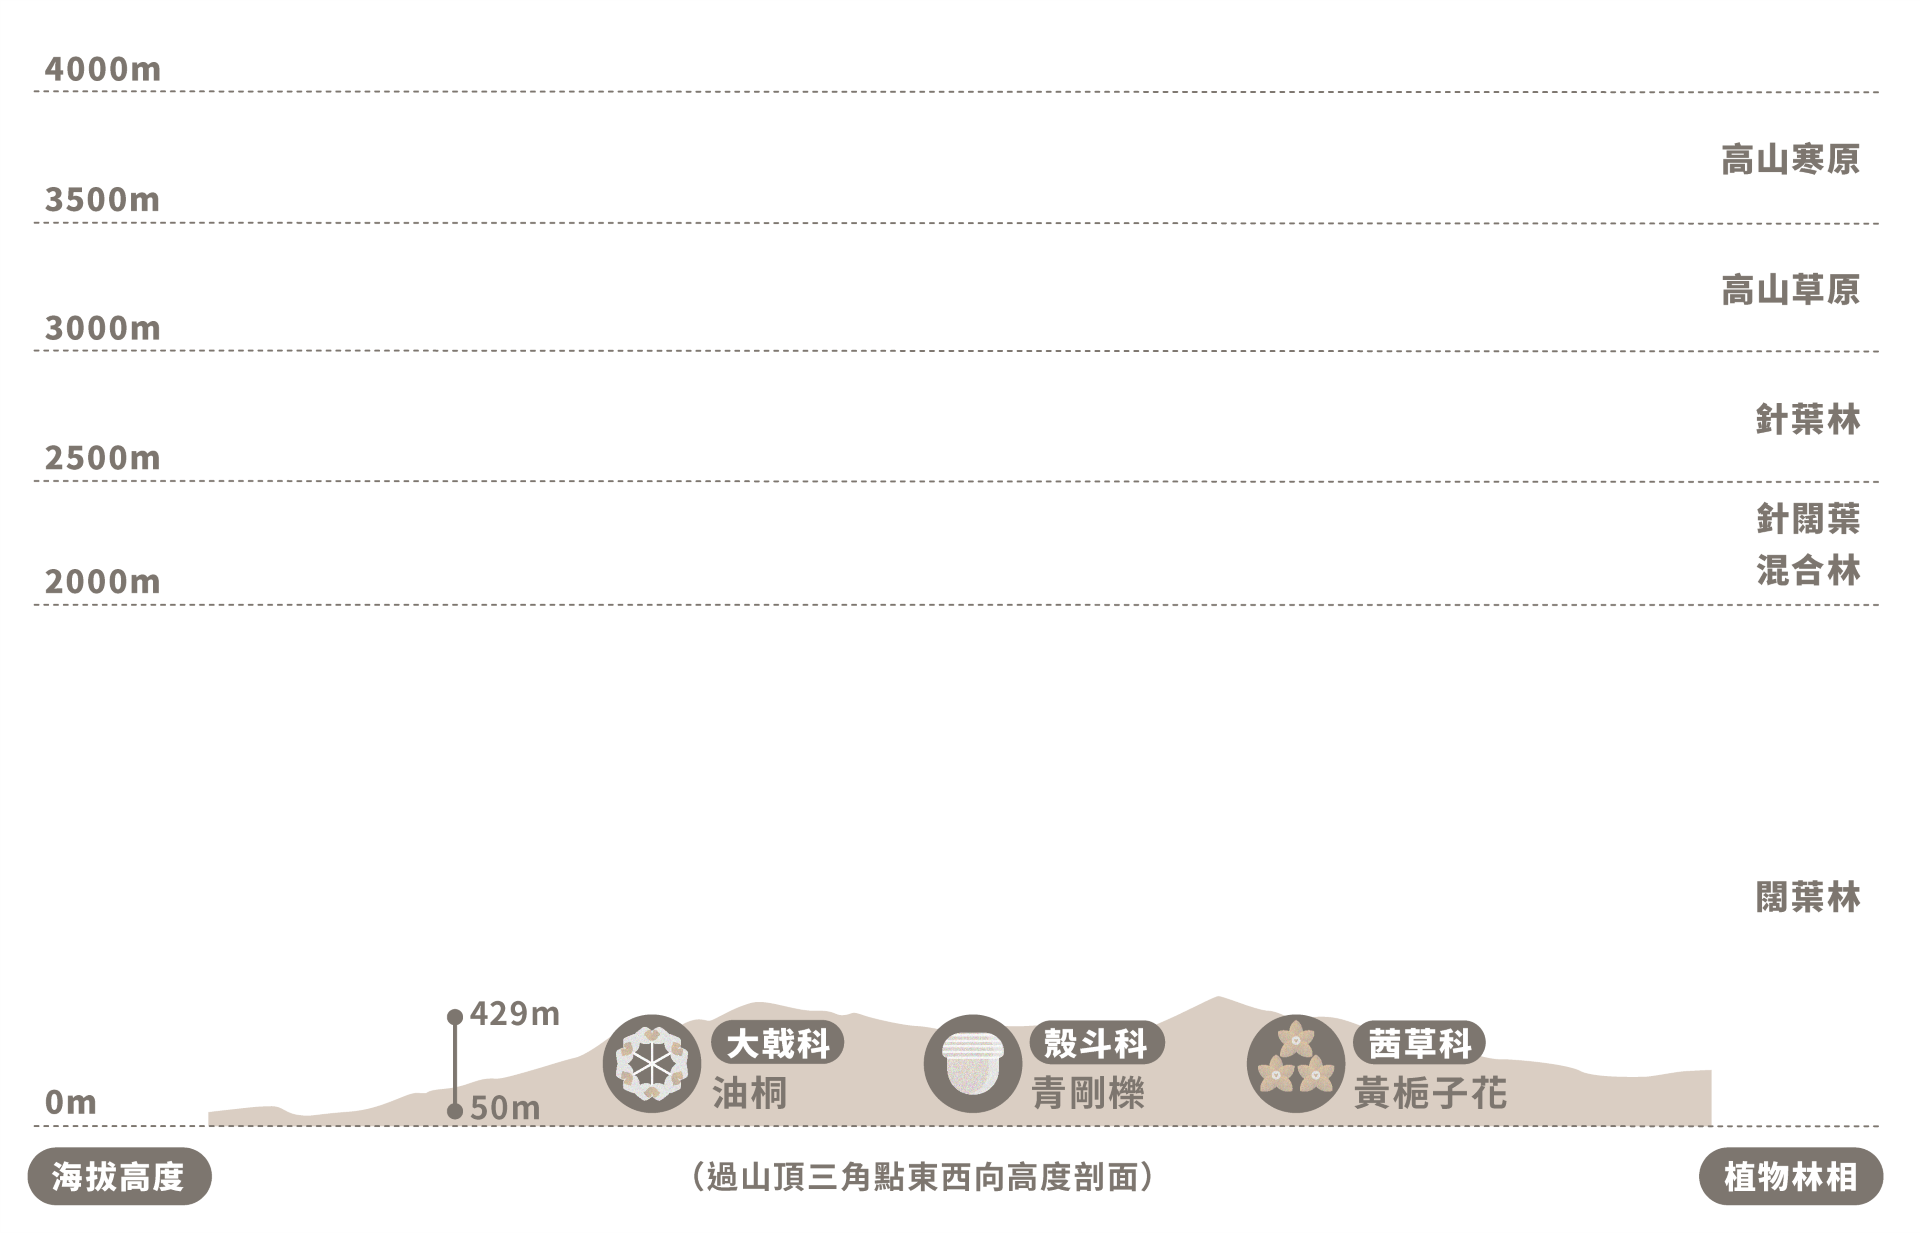 4000m
高山寒原
3500m
高山草原
3000m
針葉林
2500m
針闊葉
混合林
2000m
闊葉林
429m
大戟科
殼斗科
茜草科
油桐
青剛櫟
黃梔子花
0m
50m
海拔高度
（過山頂三角點東西向高度剖面）
植物林相